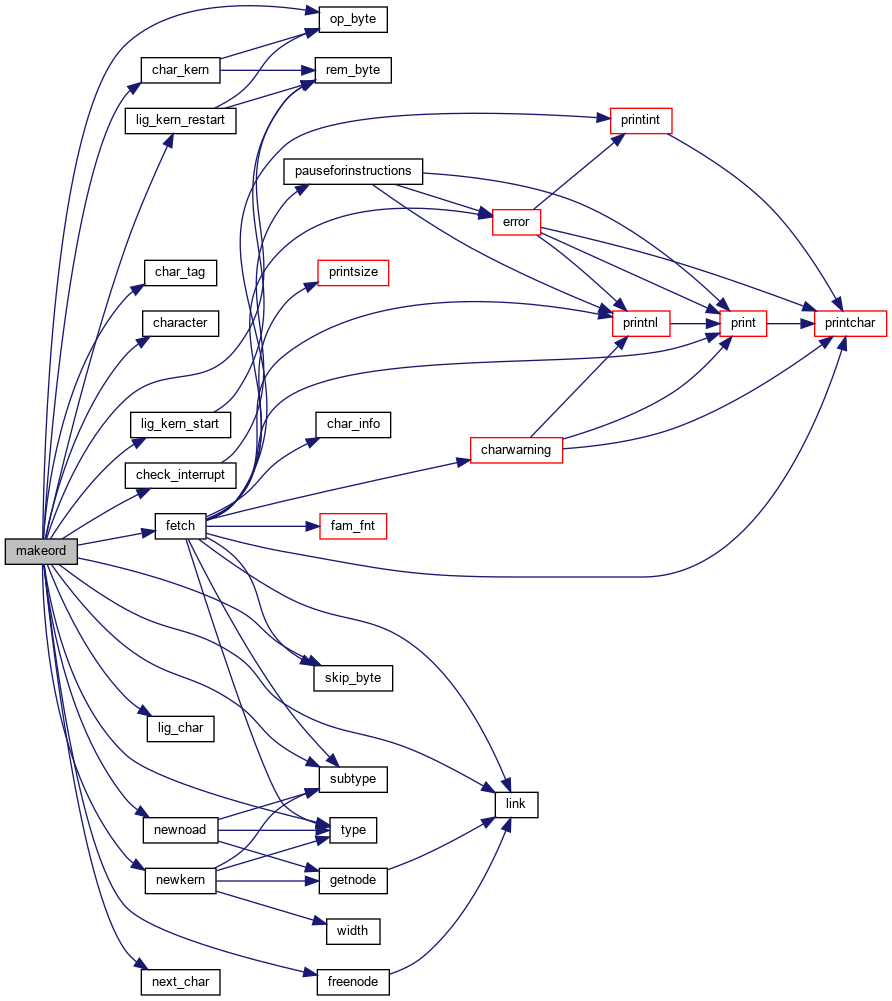 op_byte
char_kern
rem_byte
lig_kern_restart
printint
pauseforinstructions
error
char_tag
printsize
character
printnl
print
printchar
lig_kern_start
char_info
charwarning
check_interrupt
fetch
fam_fnt
makeord
skip_byte
lig_char
subtype
link
newnoad
type
newkern
getnode
width
next_char
freenode